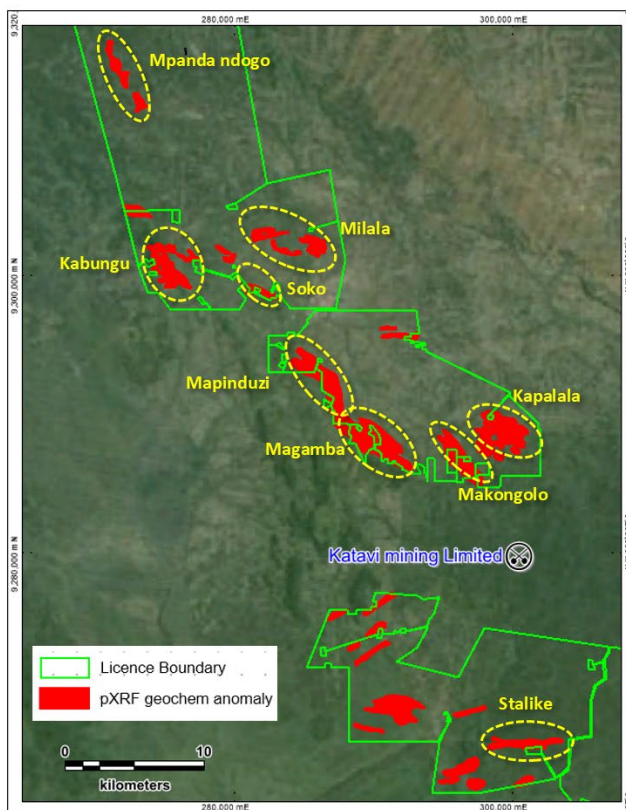 280,000 mE
300,000 mE
9,320
Mpanda ndogo
Milala
Kabungu
Soko
9,300,000 mN
Mapinduzi
Kapalala
Magamba
Makongolo
9,280,000 mN
Katavi mining Limited
Licence Boundary
pXRF geochem anomaly
Stalike
0
10
kilometers
280,000 mE
300,000 mE